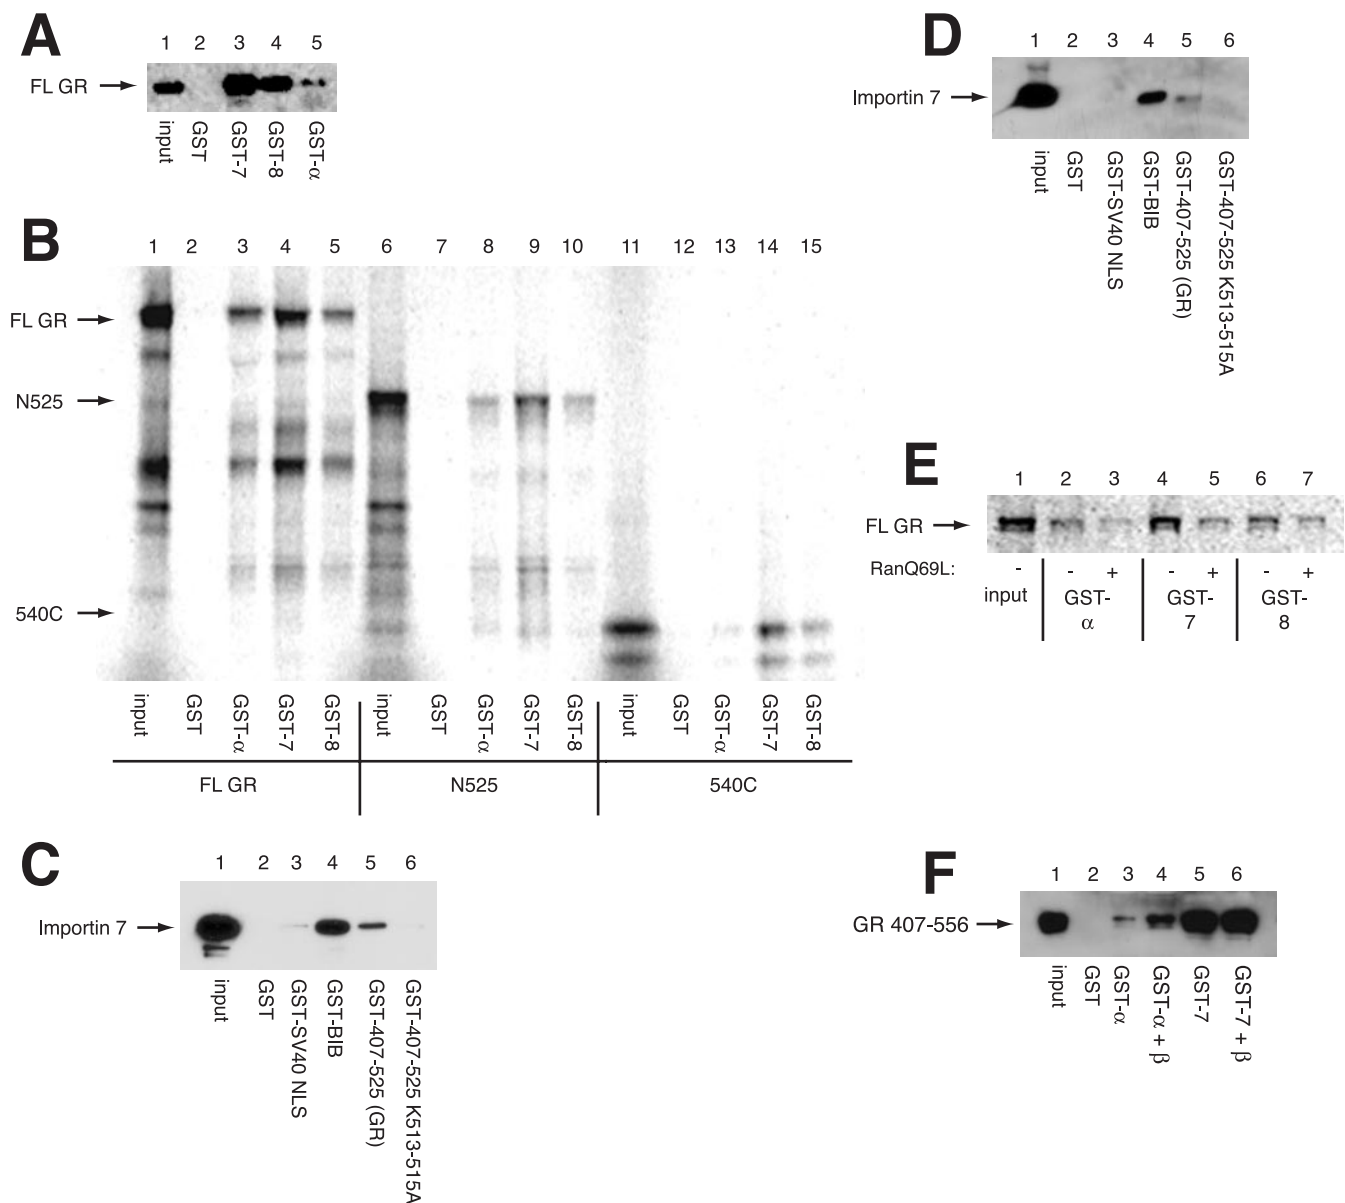 A
1 2 3 4 5
FL GR
input
GST
GST-7
GST-8
GST-α
B
1 2 3 4 5 6 7 8 9 10 11 12 13 14 15
FL GR
N525
540C
input
GST
GST-α
GST-7
GST-8
input
GST
GST-α
GST-7
GST-8
input
GST
GST-α
GST-7
GST-8
FL GR
N525
540C
C
1 2 3 4 5 6
Importin 7
input
GST
GST-SV40 NLS
GST-BIB
GST-407-525 (GR)
GST-407-525 K513-515A
D
1 2 3 4 5 6
Importin 7
input
GST
GST-SV40 NLS
GST-BIB
GST-407-525 (GR)
GST-407-525 K513-515A
E
1 2 3 4 5 6 7
FL GR
RanQ69L: - - + - + - +
input
GST-
α
GST-
7
GST-
8
F
1 2 3 4 5 6
GR 407-556
input
GST
GST-α
GST-α + β
GST-7
GST-7 + β